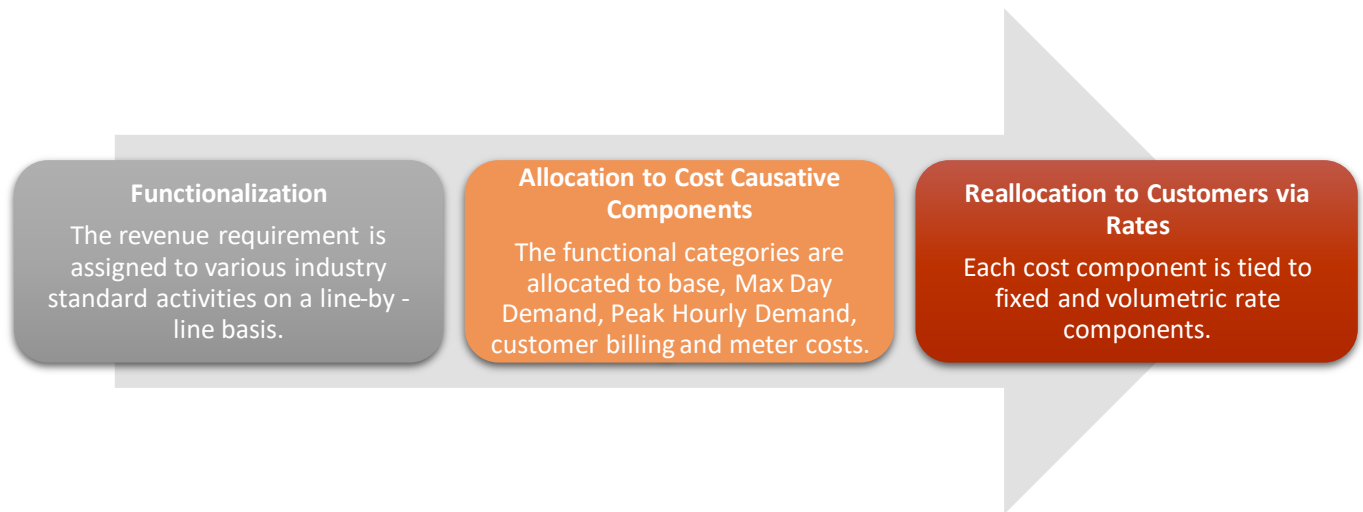 Functionalization
The revenue requirement is
assigned to various industry
standard activities on a line-by -
line basis.
Allocation to Cost Causative
Components
The functional categories are
allocated to base, Max Day
Demand, Peak Hourly Demand,
customer billing and meter costs.
Reallocation to Customers via
Rates
Each cost component is tied to
fixed and volumetric rate
components.